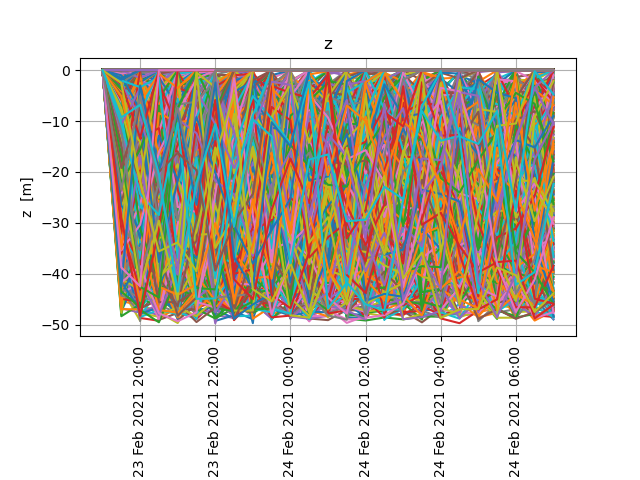 z
0
−10
−20
−30
−40
−50
z [m]
23 Feb 2021 20:00
23 Feb 2021 22:00
24 Feb 2021 00:00
24 Feb 2021 02:00
24 Feb 2021 04:00
24 Feb 2021 06:00